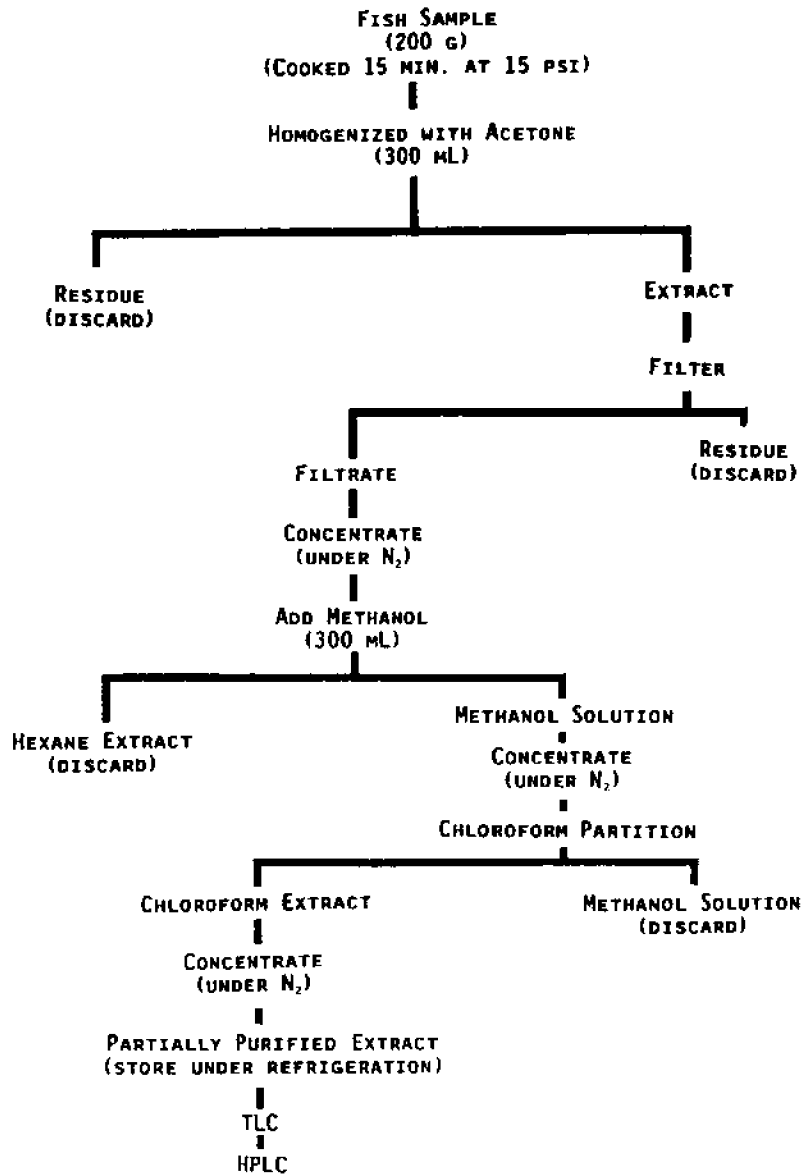 FISH SAMPLE
(200 G)
(COOKED 15 MIN. AT 15 PSI)
HOMOGENIZED WITH ACETONE
(300 ML)
RESIDUE
(DISCARD)
EXTRACT
FILTER
RESIDUE
(DISCARD)
FILTRATE
CONCENTRATE
(UNDER N₂)
ADD METHANOL
(300 ML)
HEXANE EXTRACT
(DISCARD)
METHANOL SOLUTION
CONCENTRATE
(UNDER N₂)
CHLOROFORM PARTITION
CHLOROFORM EXTRACT
METHANOL SOLUTION
(DISCARD)
CONCENTRATE
(UNDER N₂)
PARTIALLY PURIFIED EXTRACT
(STORE UNDER REFRIGERATION)
TLC
HPLC